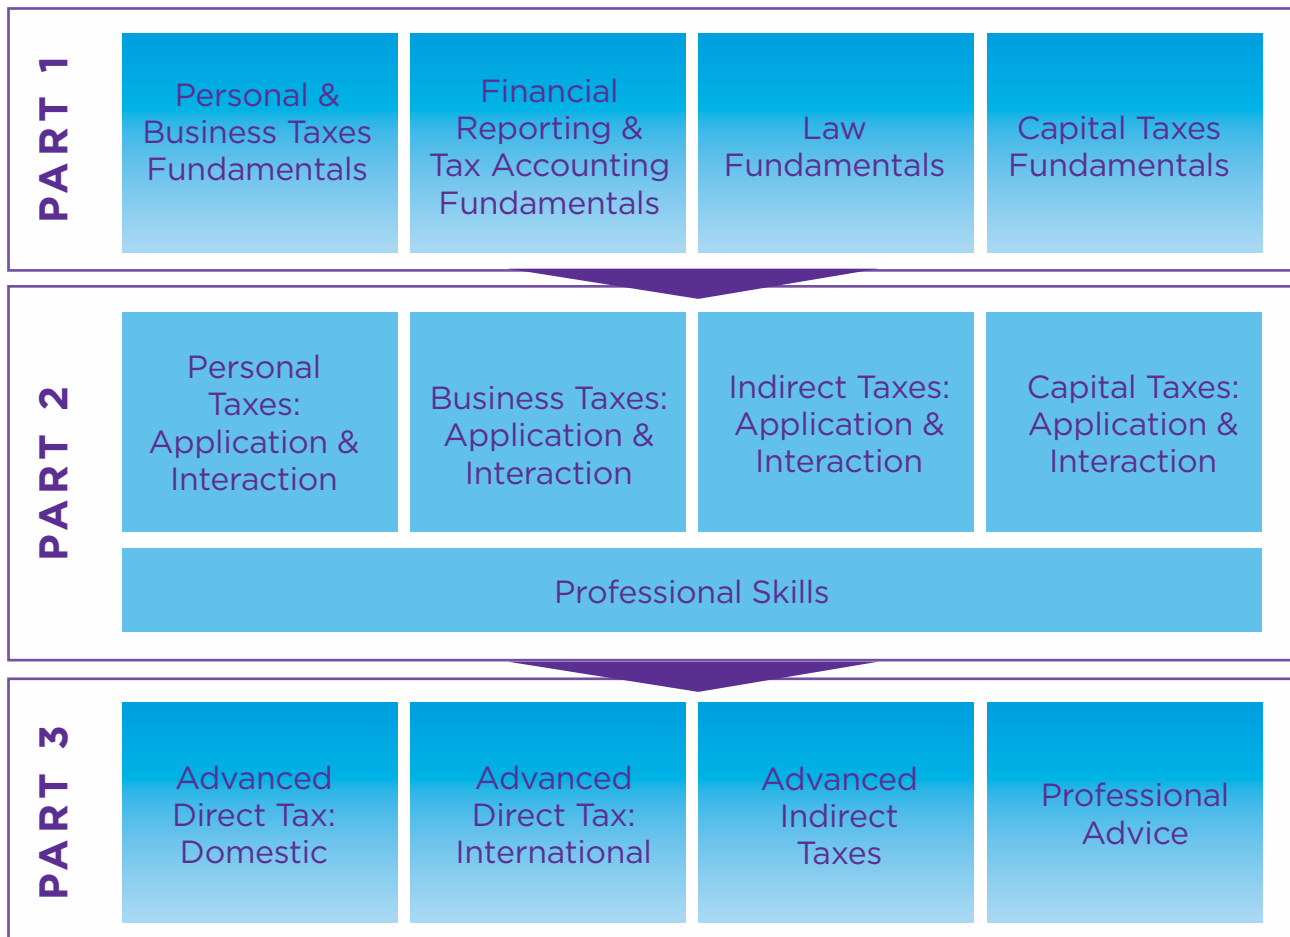 PART 1
Personal &
Business Taxes
Fundamentals
Financial
Reporting &
Tax Accounting
Fundamentals
Law
Fundamentals
Capital Taxes
Fundamentals
PART 2
Personal
Taxes:
Application &
Interaction
Business Taxes:
Application &
Interaction
Indirect Taxes:
Application &
Interaction
Capital Taxes:
Application &
Interaction
Professional Skills
PART 3
Advanced
Direct Tax:
Domestic
Advanced
Direct Tax:
International
Advanced
Indirect
Taxes
Professional
Advice